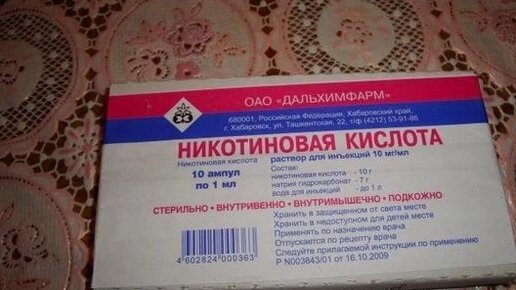 ОАО «ДАЛЬХИМФАРМ»
680001, Российская Федерация, Хабаровский край,
г. Хабаровск, ул. Ташкентская, 22, т/ф (4212) 53-91-86
НИКОТИНОВАЯ КИСЛОТА
Никотиновая кислота
раствор для инъекций 10 мг/мл
10 ампул
по 1 мл
Состав:
никотиновая кислота - 10 г
натрия гидрокарбонат - 7 г
вода для инъекций - до 1 л
СТЕРИЛЬНО • ВНУТРИВЕННО • ВНУТРИМЫШЕЧНО • ПОДКОЖНО
Хранить в защищенном от света месте
Хранить в недоступном для детей месте
Применять по назначению врача
Отпускается по рецепту врача
Следуйте прилагаемой инструкции по применению
Р N003843/01 от 16.10.2009
4602824000363